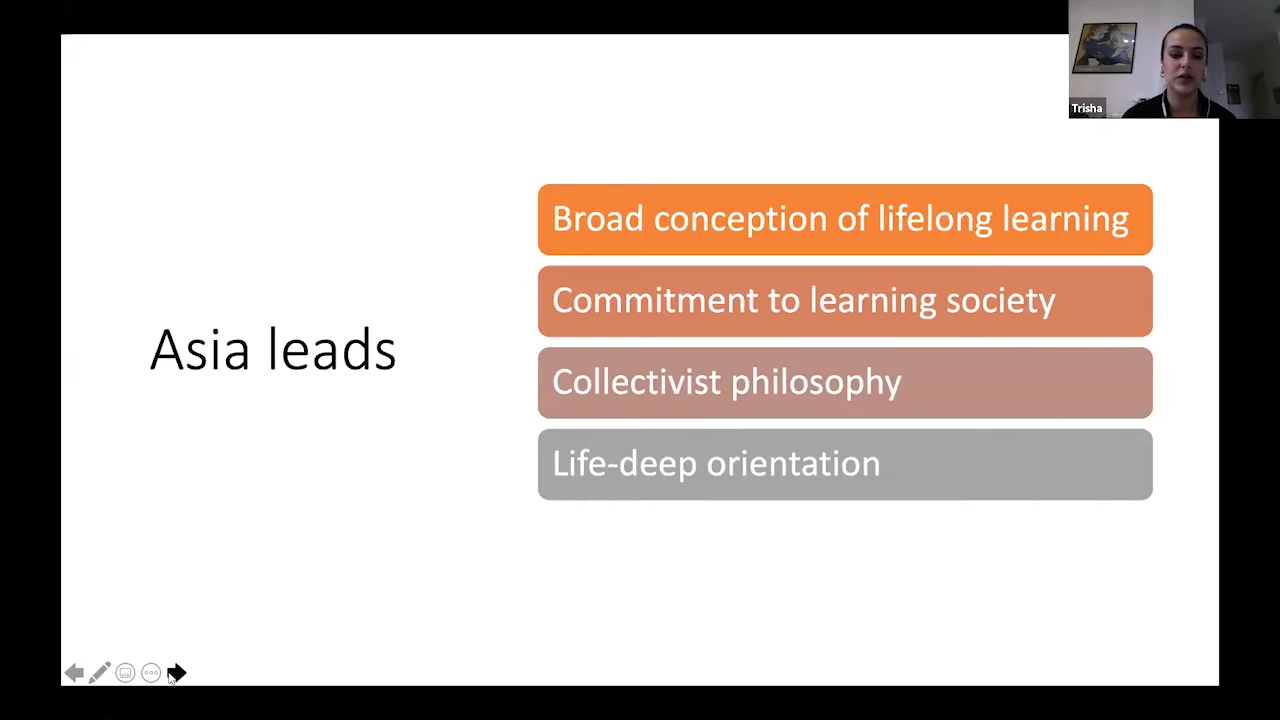 Trisha
Broad conception of lifelong learning
Commitment to learning society
Asia leads
Collectivist philosophy
Life-deep orientation